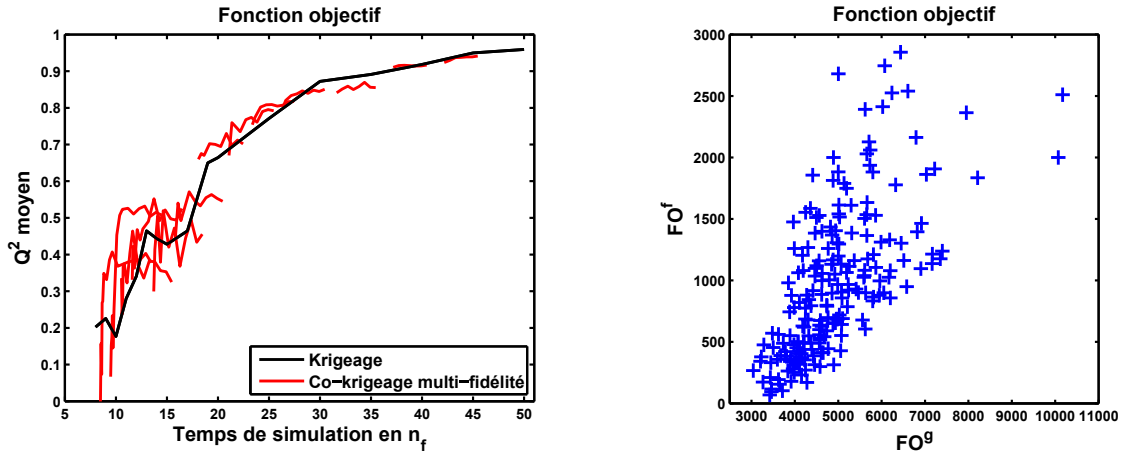 Fonction objectif
1
0.9
0.8
0.7
0.6
0.5
0.4
0.3
0.2
0.1
0
Q² moyen
5 10 15 20 25 30 35 40 45 50
Temps de simulation en n_f
Krigeage
Co−krigeage multi−fidélité
Fonction objectif
3000
2500
2000
1500
1000
500
0
FO^f
3000 4000 5000 6000 7000 8000 9000 10000 11000
FO^g